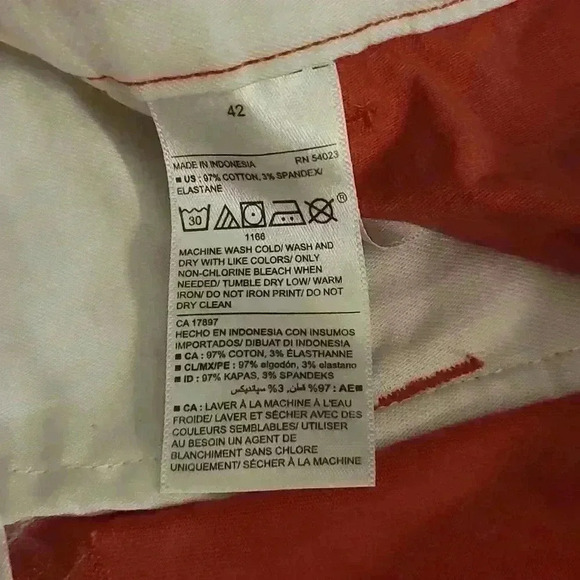 42
MADE IN INDONESIA RN 54023
■ US : 97% COTTON, 3% SPANDEX/
ELASTANE
30
®
1166
MACHINE WASH COLD/ WASH AND
DRY WITH LIKE COLORS/ ONLY
NON-CHLORINE BLEACH WHEN
NEEDED/ TUMBLE DRY LOW/ WARM
IRON/ DO NOT IRON PRINT/ DO NOT
DRY CLEAN
CA 17897
HECHO EN INDONESIA CON INSUMOS
IMPORTADOS/ DIBUAT DI INDONESIA
■ CA : 97% COTON, 3% ÉLASTHANNE
■ CL/MX/PE : 97% algodón, 3% elastano
■ ID : 97% KAPAS, 3% SPANDEKS
■ AE : 97% قطن, 3% سپاندیکس
■ CA : LAVER À LA MACHINE À L'EAU
FROIDE/ LAVER ET SÉCHER AVEC DES
COULEURS SEMBLABLES/ UTILISER
AU BESOIN UN AGENT DE
BLANCHIMENT SANS CHLORE
UNIQUEMENT/ SÉCHER À LA MACHINE